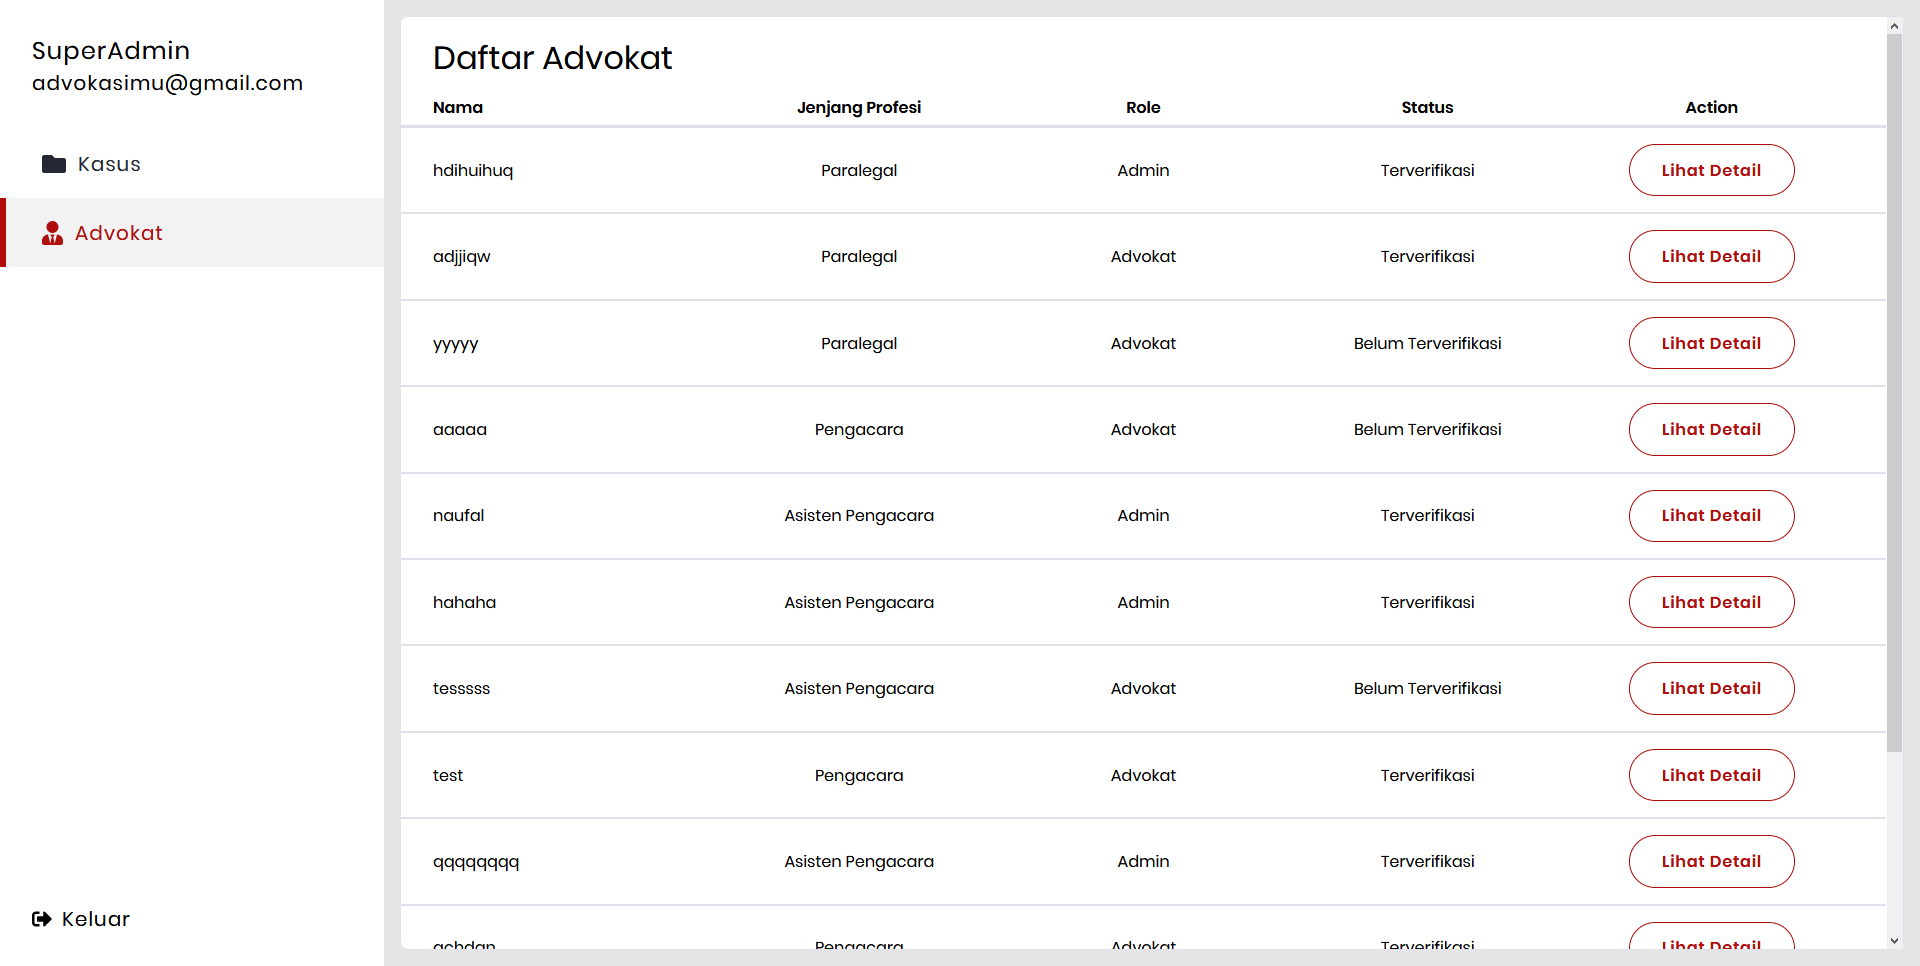 SuperAdmin
advokasimu@gmail.com
Kasus
Advokat
Keluar
Daftar Advokat
Nama Jenjang Profesi Role Status Action
hdihuihuq Paralegal Admin Terverifikasi Lihat Detail
adjjiqw Paralegal Advokat Terverifikasi Lihat Detail
yyyyy Paralegal Advokat Belum Terverifikasi Lihat Detail
aaaaa Pengacara Advokat Belum Terverifikasi Lihat Detail
naufal Asisten Pengacara Admin Terverifikasi Lihat Detail
hahaha Asisten Pengacara Admin Terverifikasi Lihat Detail
tesssss Asisten Pengacara Advokat Belum Terverifikasi Lihat Detail
test Pengacara Advokat Terverifikasi Lihat Detail
qqqqqqqq Asisten Pengacara Admin Terverifikasi Lihat Detail
Pengacara Advokat Terverifikasi Lihat Detail